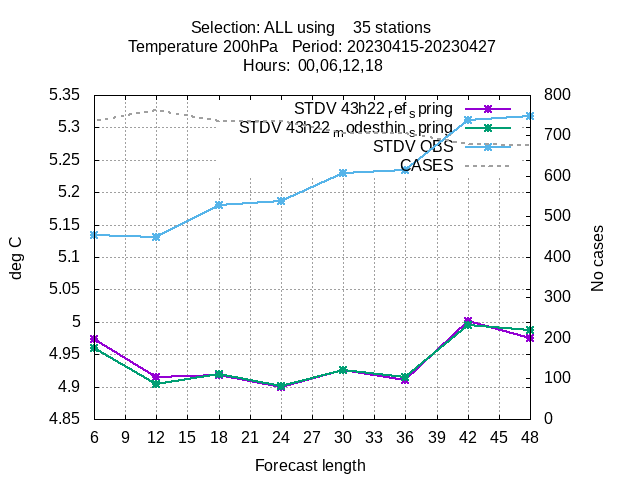 Selection: ALL using    35 stations
Temperature 200hPa   Period: 20230415-20230427
Hours:  00,06,12,18
5.35
5.3
5.25
5.2
5.15
5.1
5.05
5
4.95
4.9
4.85
deg C
STDV 43h22_ref_spring
STDV 43h22_modesthin_spring
STDV OBS
CASES
800
700
600
500
400
300
200
100
0
No cases
6 9 12 15 18 21 24 27 30 33 36 39 42 45 48
Forecast length